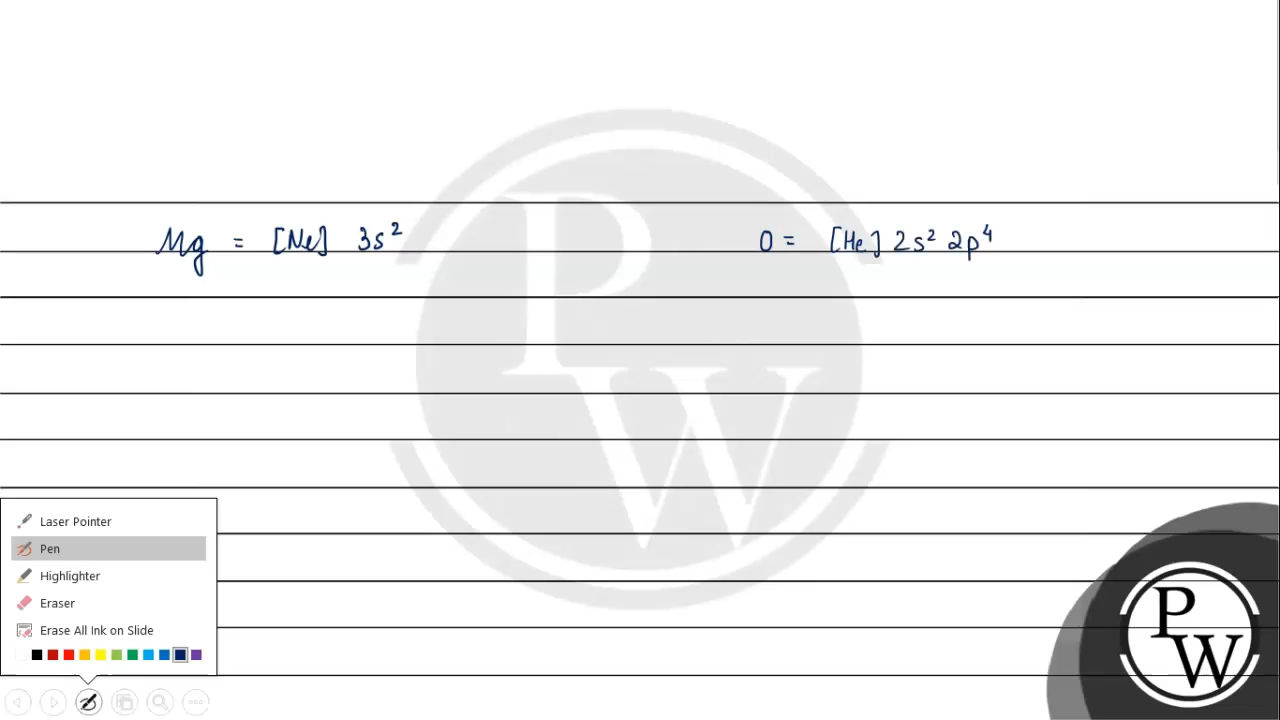 Mg = [Ne] 3s² O = [He] 2s² 2p⁴
P
W
Laser Pointer
Pen
Highlighter
Eraser
Erase All Ink on Slide
P
W